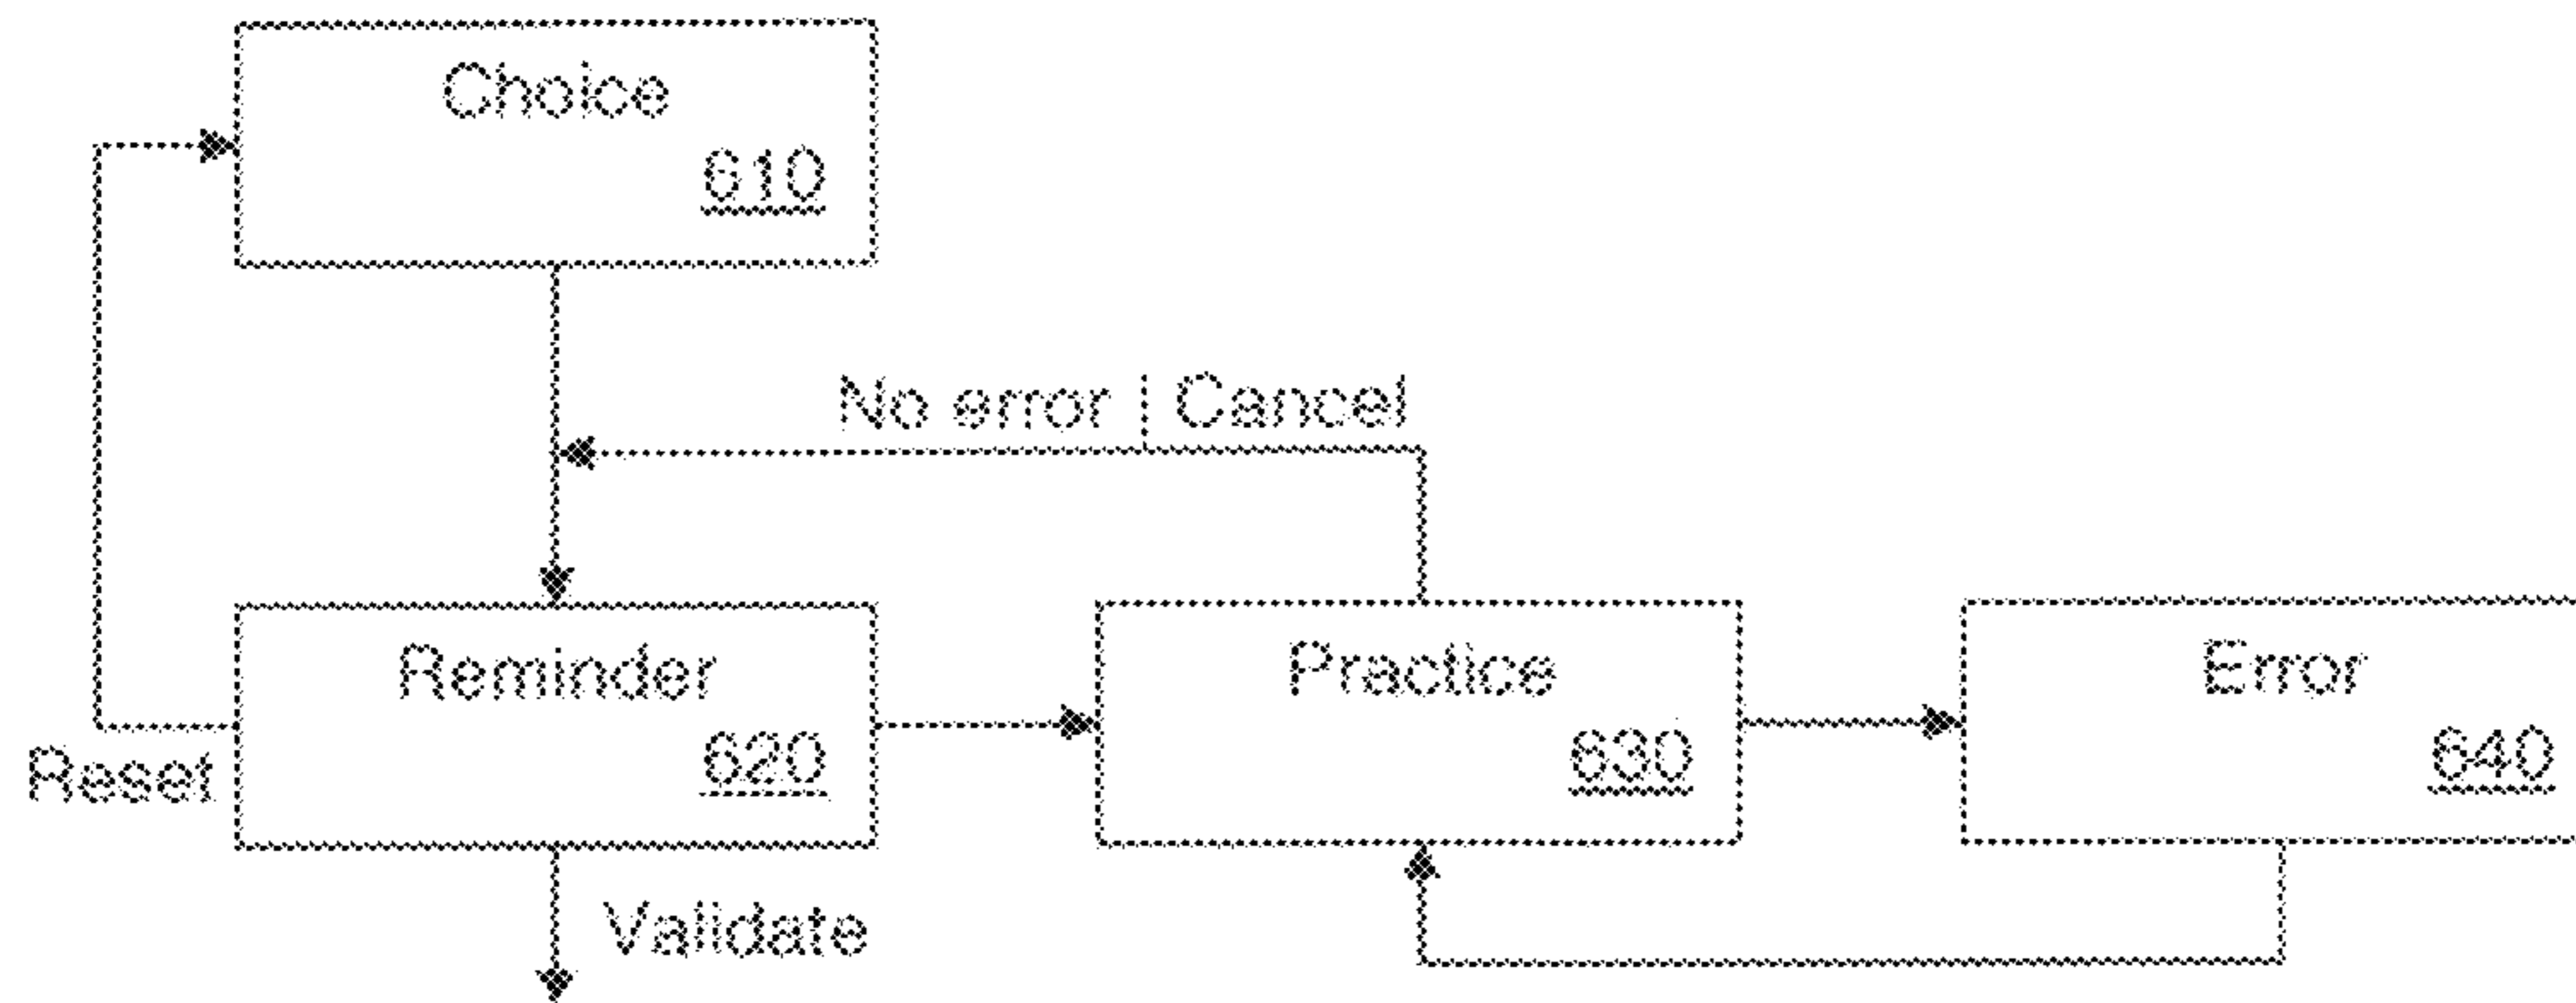 Choice
610
No error | Cancel
Reminder
620
Practice
630
Error
640
Reset
Validate